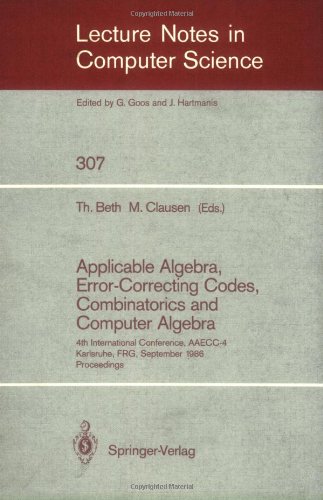 Lecture Notes in
Computer Science
Edited by G. Goos and J. Hartmanis
307
Th. Beth M. Clausen (Eds.)
Applicable Algebra,
Error-Correcting Codes,
Combinatorics and
Computer Algebra
4th International Conference, AAECC-4
Karlsruhe, FRG, September 1986
Proceedings
Springer-Verlag